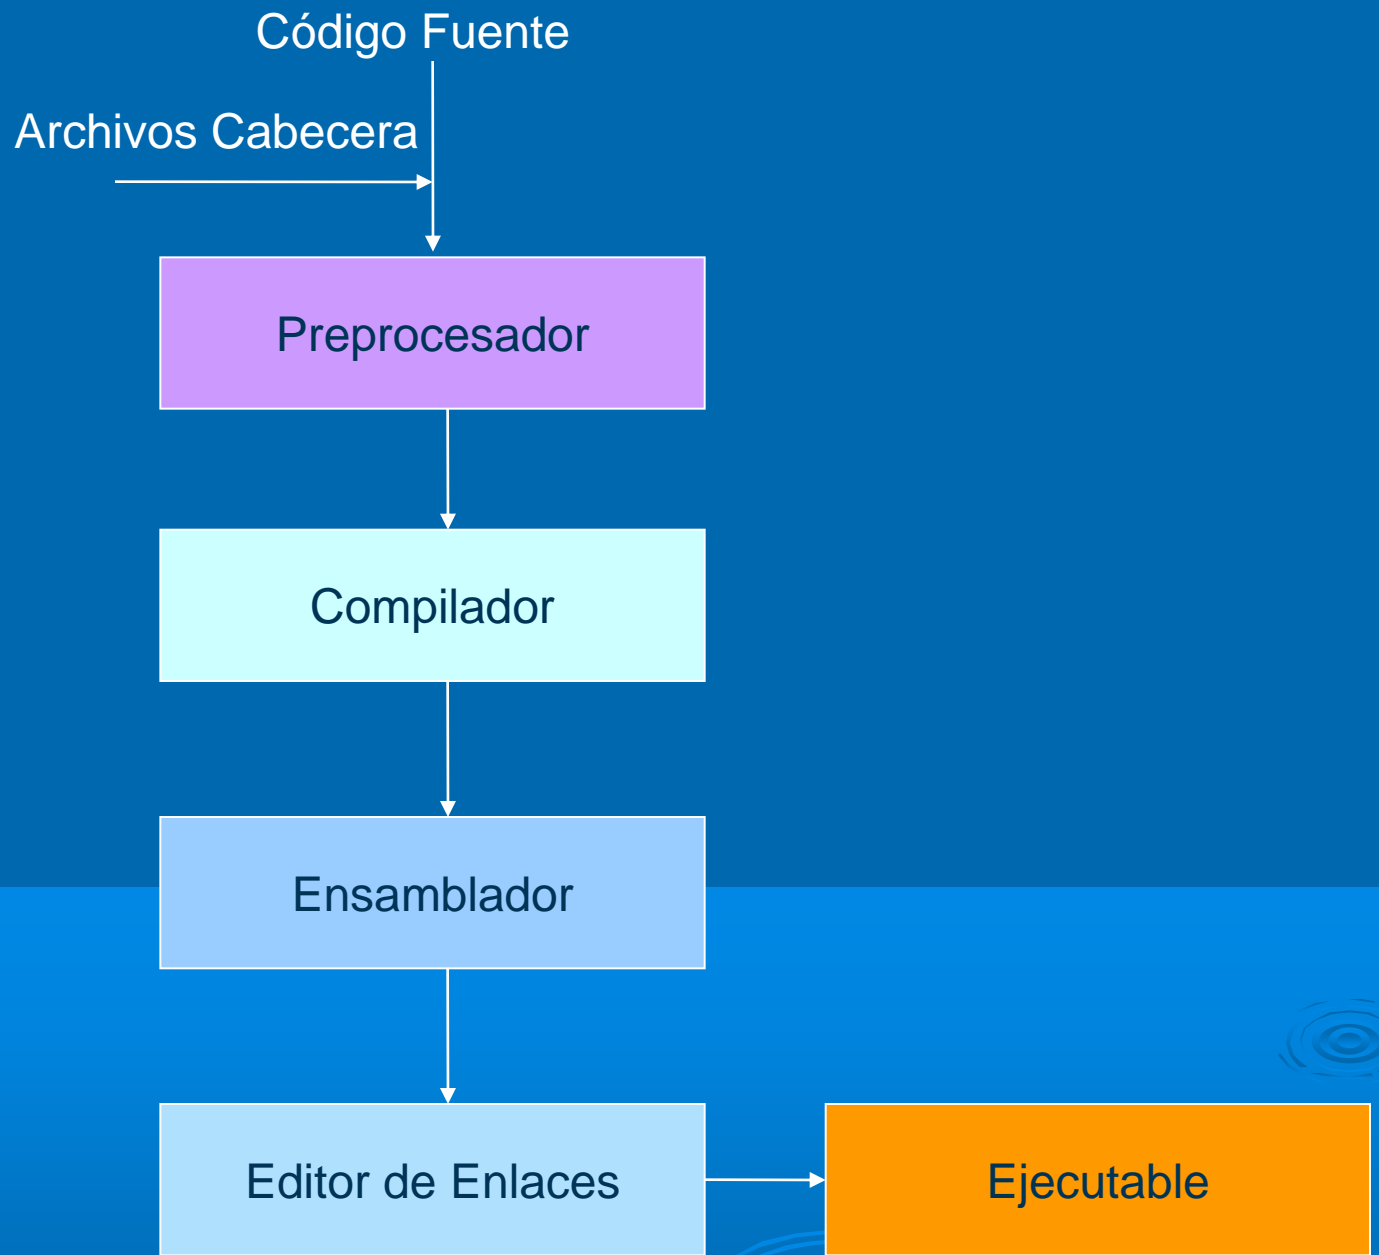 Código Fuente
Archivos Cabecera
Preprocesador
Compilador
Ensamblador
Editor de Enlaces
Ejecutable